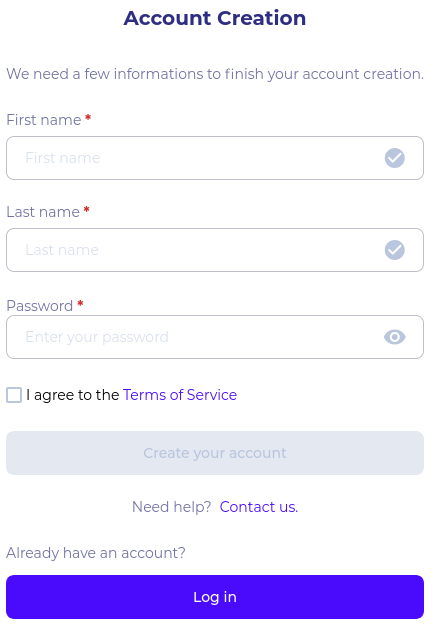 Account Creation
We need a few informations to finish your account creation.
First name *
First name
Last name *
Last name
Password *
Enter your password
I agree to the Terms of Service
Create your account
Need help? Contact us.
Already have an account?
Log in